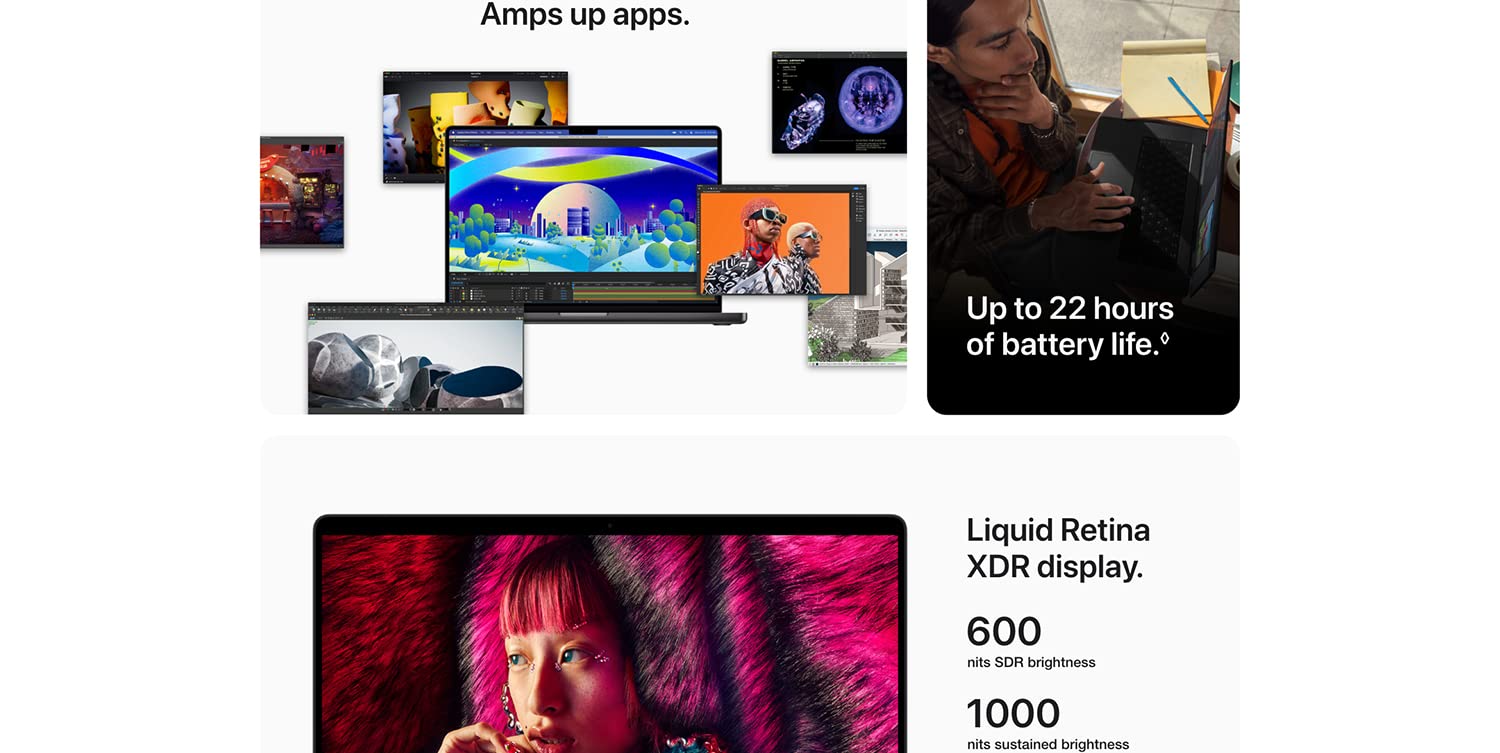 Amps up apps.
Up to 22 hours
of battery life.◊
Liquid Retina
XDR display.
600
nits SDR brightness
1000
nits sustained brightness